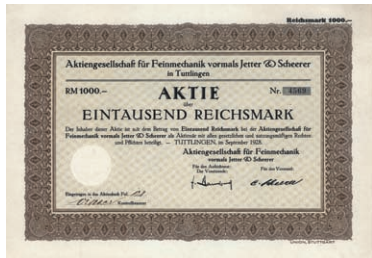 Reichsmark 1000.—
Aktiengesellschaft für Feinmechanik vormals Jetter & Scheerer
in Tuttlingen
RM 1000.— AKTIE Nr. 4569
über
EINTAUSEND REICHSMARK
Der Inhaber dieser Aktie ist mit dem Betrag von Eintausend Reichsmark bei der Aktiengesellschaft für
Feinmechanik vormals Jetter & Scheerer als Aktionär mit allen gesetzlichen und satzungsmäßigen Rechten
und Pflichten beteiligt. — TUTTLINGEN, im September 1928.
Aktiengesellschaft für Feinmechanik
vormals Jetter & Scheerer
Für den Aufsichtsrat: Für den Vorstand:
Der Vorsitzende:
Eingetragen in das Aktienbuch Fol.
Kontrollbeamter